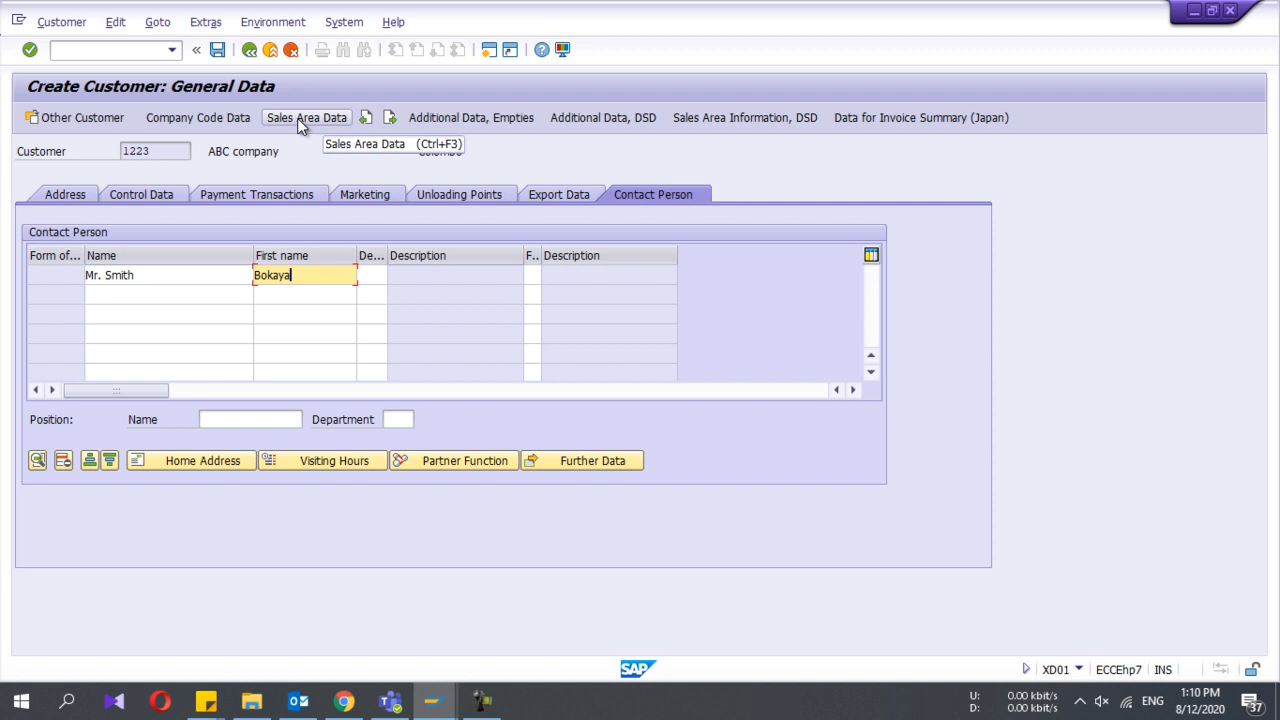 Customer Edit Goto Extras Environment System Help
Create Customer: General Data
Other Customer Company Code Data Sales Area Data Additional Data, Empties Additional Data, DSD Sales Area Information, DSD Data for Invoice Summary (Japan)
Sales Area Data (Ctrl+F3)
Customer 1223 ABC company Colombo
Address Control Data Payment Transactions Marketing Unloading Points Export Data Contact Person
Contact Person
Form of... Name First name De... Description F.. Description
Mr. Smith Bokaya
Position: Name Department
Home Address Visiting Hours Partner Function Further Data
SAP
XD01 ECCEhp7 INS
U: 0.00 kbit/s
D: 0.00 kbit/s
ENG
1:10 PM
8/12/2020
37